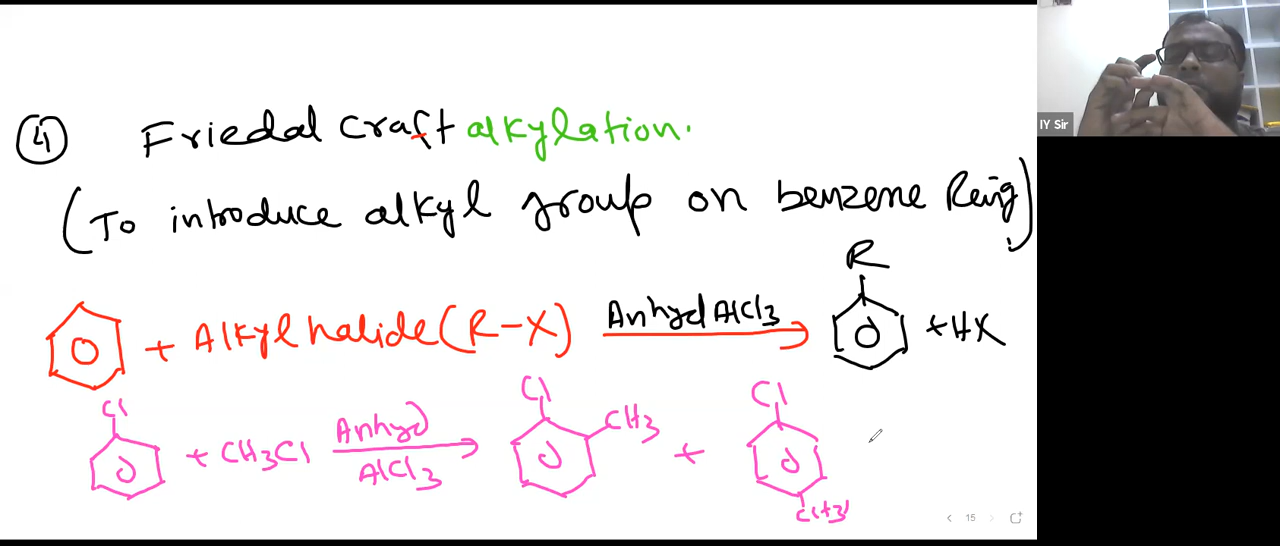 ④ Friedal craft alkylation.
(To introduce alkyl group on benzene Reing)
+ Alkyl halide (R-X) Anhyd AlCl3 R + HX
Cl + CH3Cl Anhyd AlCl3 Cl CH3 + Cl CH3
IY Sir
15